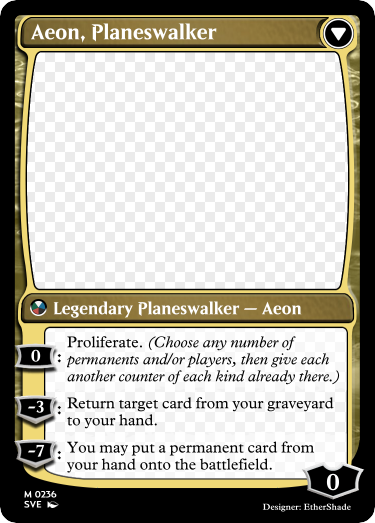 Aeon, Planeswalker
Legendary Planeswalker — Aeon
0: Proliferate. (Choose any number of
permanents and/or players, then give each
another counter of each kind already there.)
-3: Return target card from your graveyard
to your hand.
-7: You may put a permanent card from
your hand onto the battlefield.
0
M 0236
SVE
Designer: EtherShade